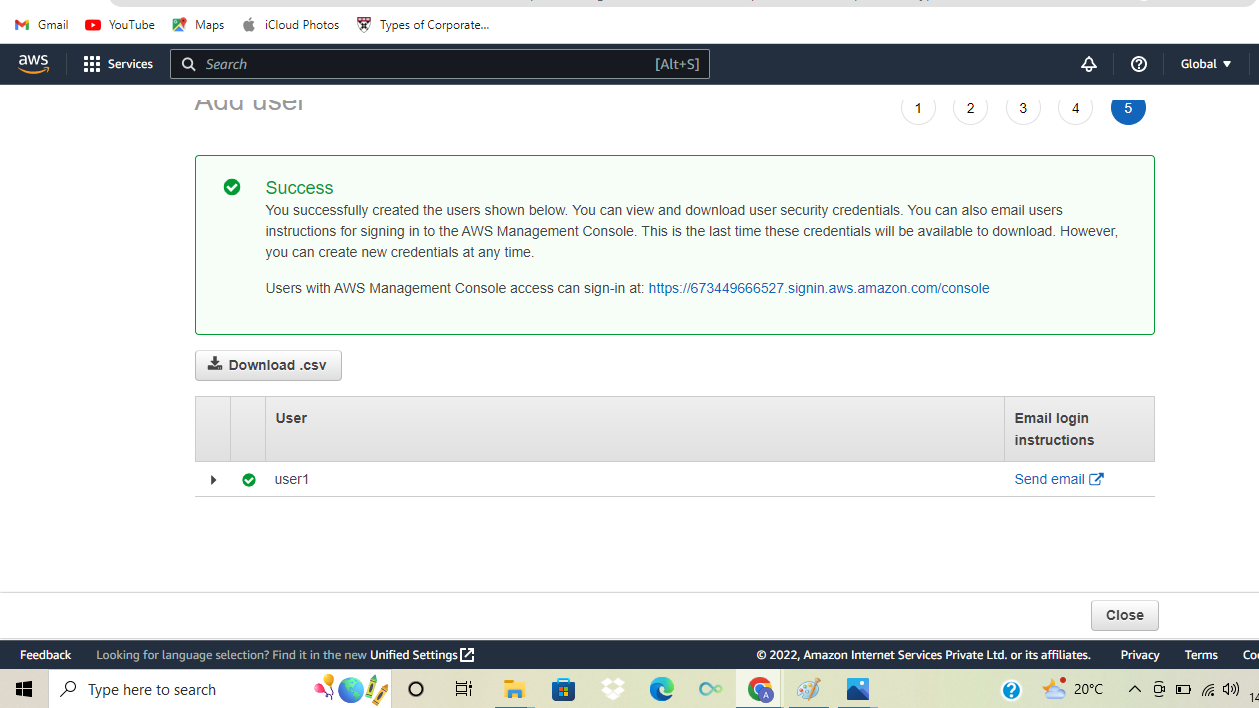 Gmail YouTube Maps iCloud Photos Types of Corporate...
aws Services Search [Alt+S] Global
Add user 1 2 3 4 5
Success
You successfully created the users shown below. You can view and download user security credentials. You can also email users
instructions for signing in to the AWS Management Console. This is the last time these credentials will be available to download. However,
you can create new credentials at any time.
Users with AWS Management Console access can sign-in at: https://673449666527.signin.aws.amazon.com/console
Download .csv
User Email login
instructions
user1 Send email
Close
Feedback Looking for language selection? Find it in the new Unified Settings © 2022, Amazon Internet Services Private Ltd. or its affiliates. Privacy Terms
Type here to search 20°C